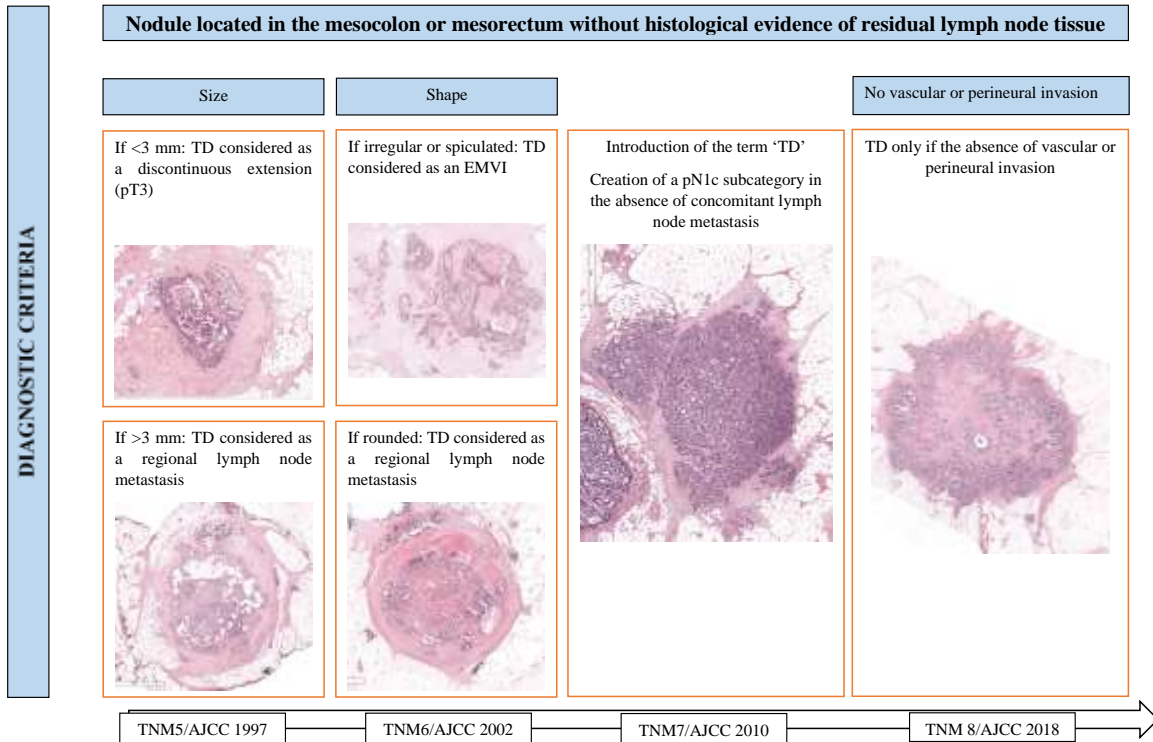 Nodule located in the mesocolon or mesorectum without histological evidence of residual lymph node tissue
DIAGNOSTIC CRITERIA
Size
If <3 mm: TD considered as
a discontinuous extension
(pT3)
If >3 mm: TD considered as
a regional lymph node
metastasis
Shape
If irregular or spiculated: TD
considered as an EMVI
If rounded: TD considered as
a regional lymph node
metastasis
Introduction of the term ‘TD’
Creation of a pN1c subcategory in
the absence of concomitant lymph
node metastasis
No vascular or perineural invasion
TD only if the absence of vascular or
perineural invasion
TNM5/AJCC 1997
TNM6/AJCC 2002
TNM7/AJCC 2010
TNM 8/AJCC 2018